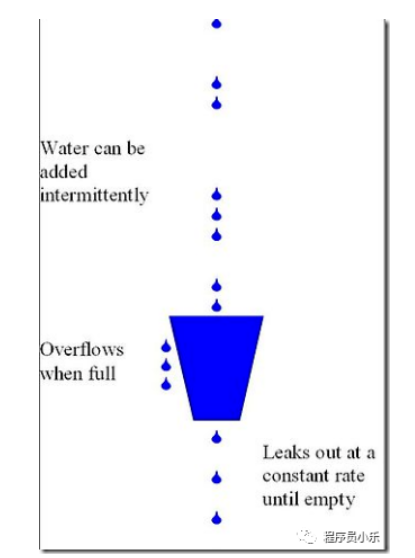 Water can be
added
intermittently
Overflows
when full
Leaks out at a
constant rate
until empty
程序员小乐